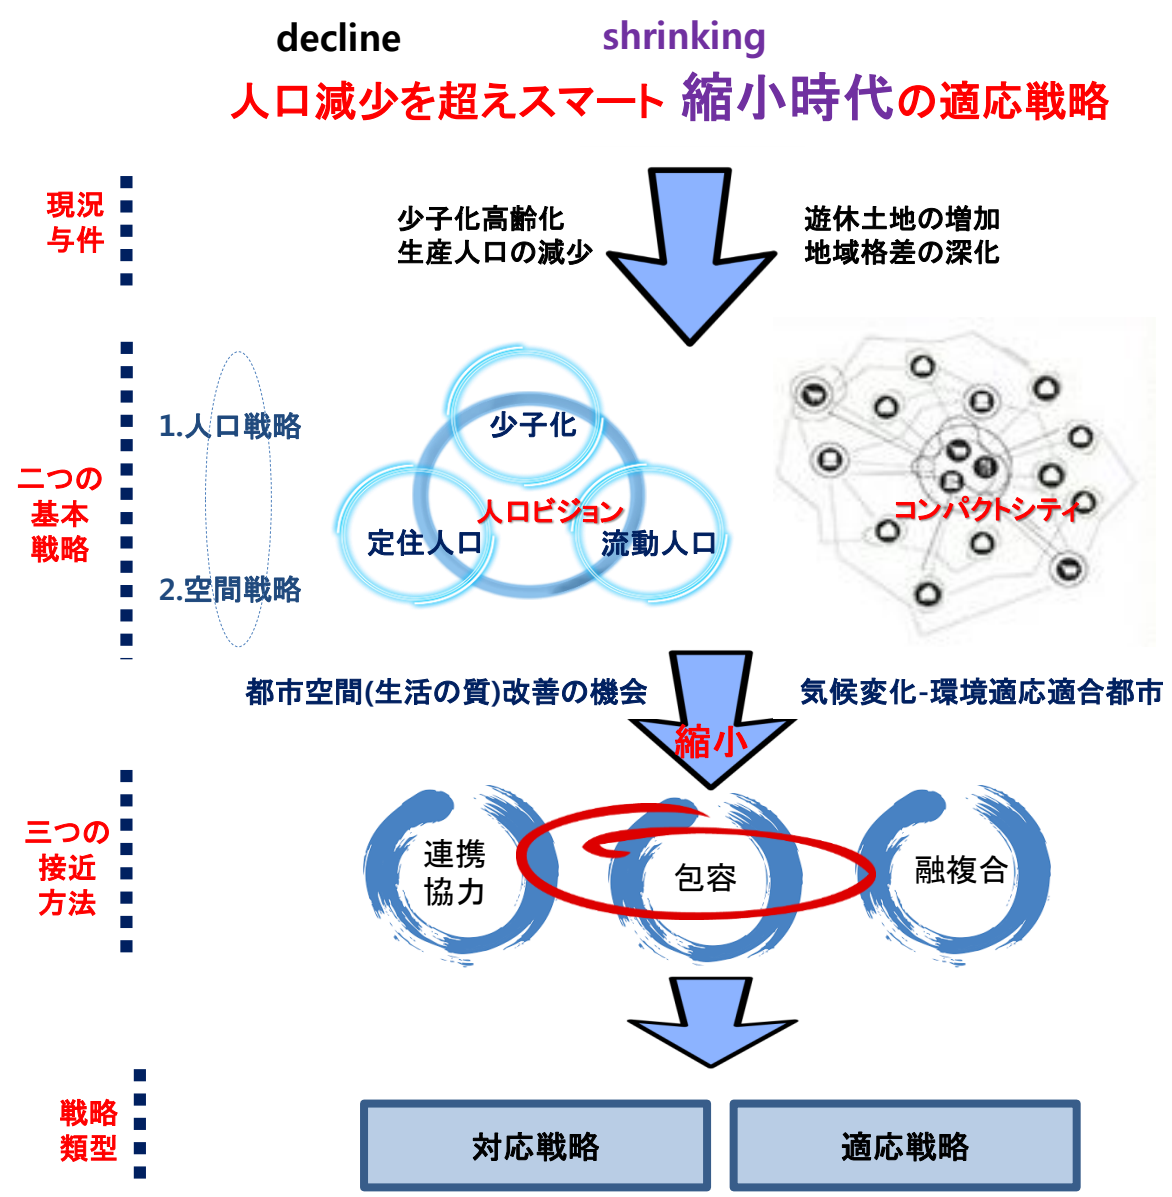 decline
shrinking
人口減少を超えスマート 縮小時代の適応戦略
現況
与件
少子化高齢化
生産人口の減少
遊休土地の増加
地域格差の深化
二つの
基本
戦略
1.人口戦略
2.空間戦略
少子化
人口ビジョン
定住人口
流動人口
コンパクトシティ
都市空間(生活の質)改善の機会
気候変化-環境適応適合都市
縮小
三つの
接近
方法
連携
協力
包容
融複合
戦略
類型
対応戦略
適応戦略